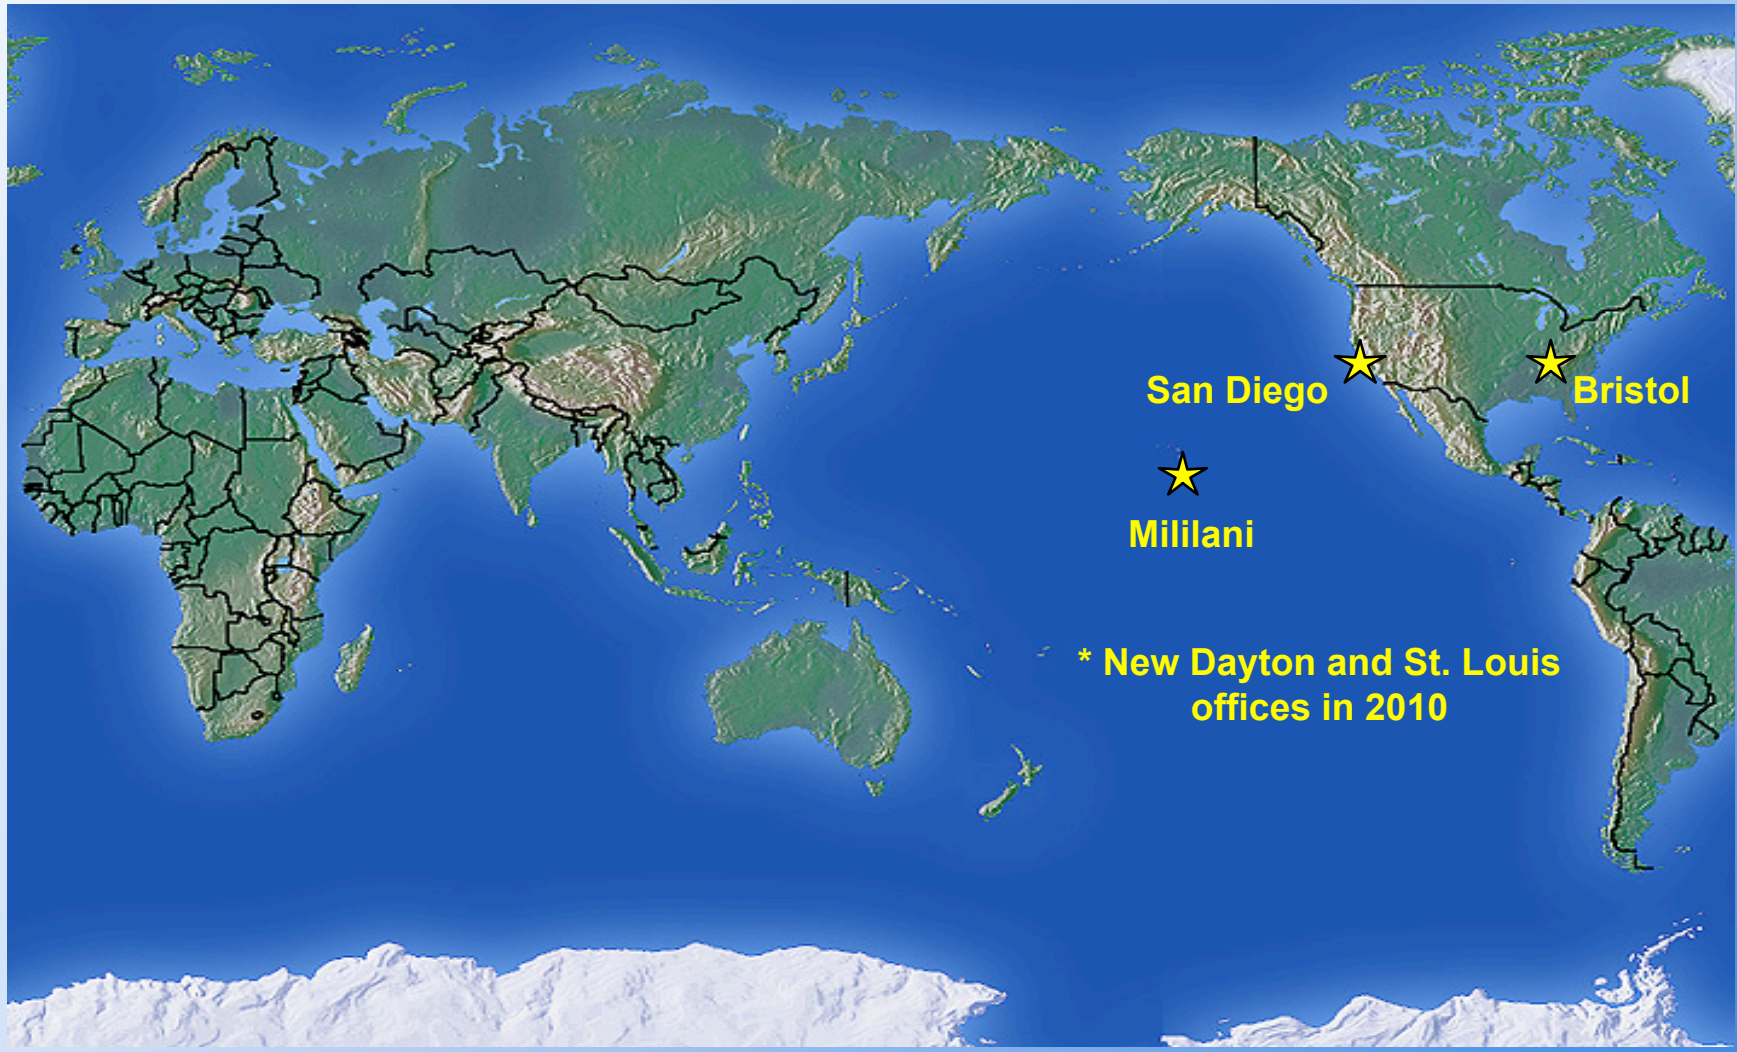 San Diego
Bristol
Mililani
* New Dayton and St. Louis
offices in 2010